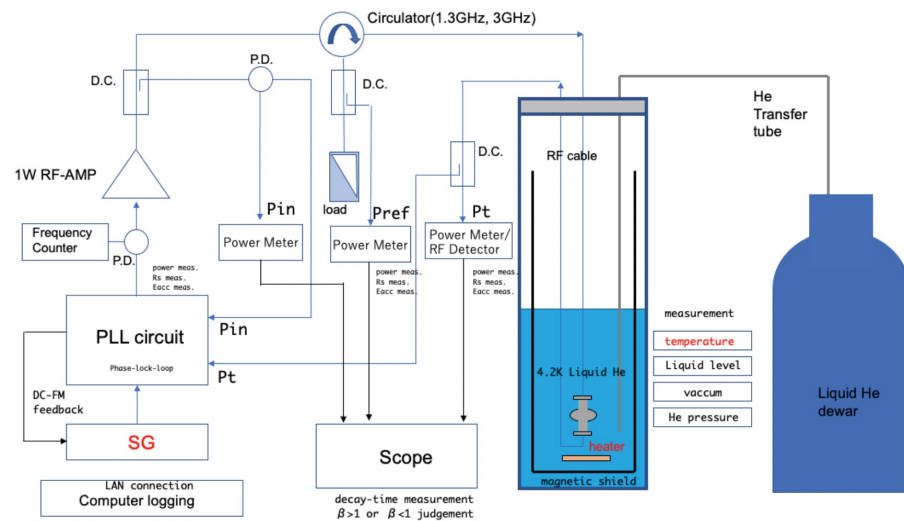 Circulator(1.3GHz, 3GHz)
P.D.
D.C.
D.C.
He
Transfer
tube
D.C.
RF cable
1W RF-AMP
load
Pin
Pref
Pt
Frequency
Counter
Power Meter
Power Meter
Power Meter/
RF Detector
P.D.
power meas.
Rs meas.
Eacc meas.
power meas.
Rs meas.
Eacc meas.
power meas.
Rs meas.
Eacc meas.
PLL circuit
Phase-lock-loop
Pin
Pt
measurement
temperature
Liquid level
vaccum
He pressure
4.2K Liquid He
Liquid He
dewar
DC-FM
feedback
SG
Scope
heater
magnetic shield
LAN connection
Computer logging
decay-time measurement
β>1 or β<1 judgement